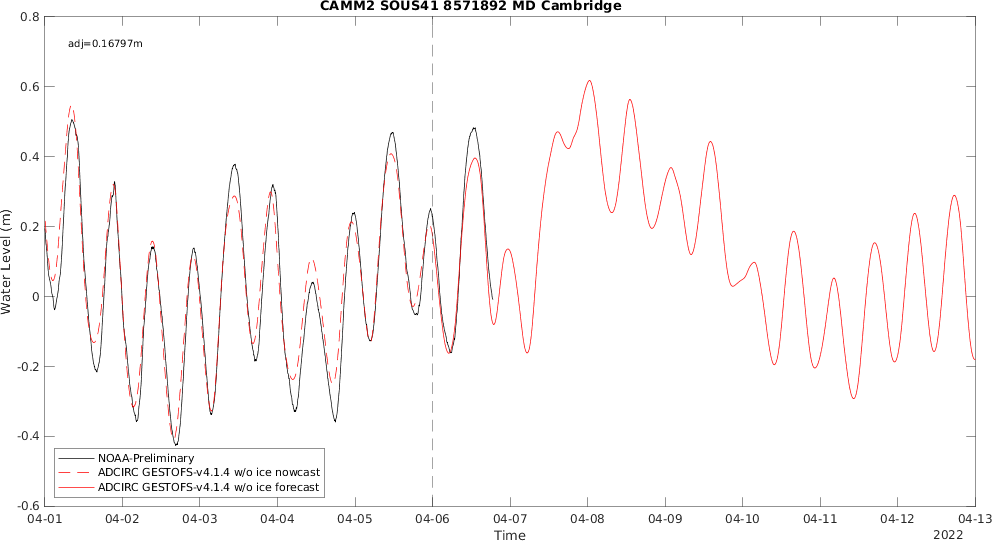 CAMM2 SOUS41 8571892 MD Cambridge
adj=0.16797m
0.8
0.6
0.4
0.2
0
-0.2
-0.4
-0.6
Water Level (m)
NOAA-Preliminary
ADCIRC GESTOFS-v4.1.4 w/o ice nowcast
ADCIRC GESTOFS-v4.1.4 w/o ice forecast
04-01 04-02 04-03 04-04 04-05 04-06 04-07 04-08 04-09 04-10 04-11 04-12 04-13
Time
2022